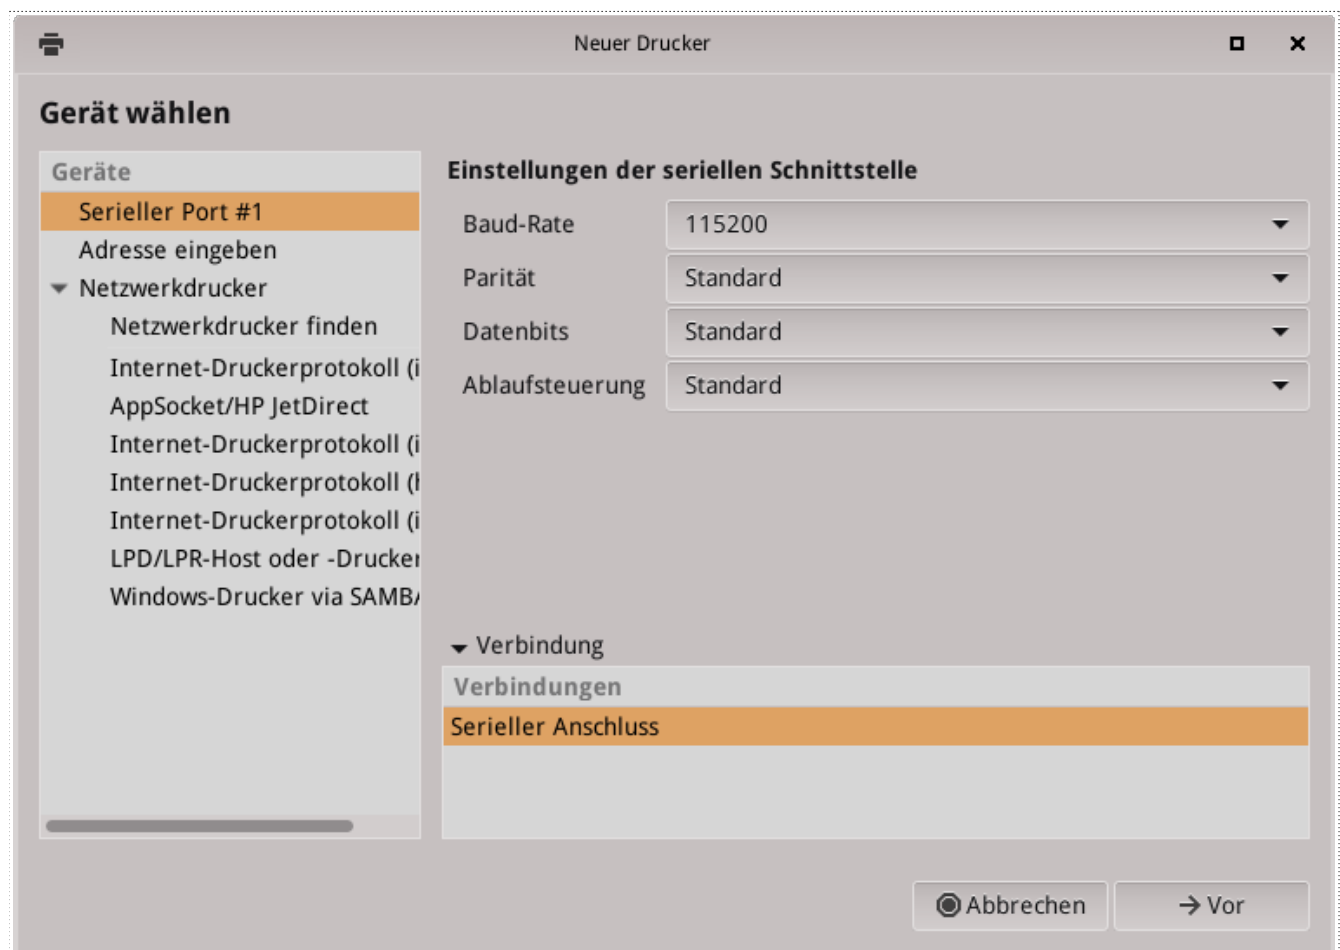 Neuer Drucker
Gerät wählen
Geräte
Serieller Port #1
Adresse eingeben
Netzwerkdrucker
Netzwerkdrucker finden
Internet-Druckerprotokoll (i
AppSocket/HP JetDirect
Internet-Druckerprotokoll (i
Internet-Druckerprotokoll (h
Internet-Druckerprotokoll (i
LPD/LPR-Host oder -Drucker
Windows-Drucker via SAMBA
Einstellungen der seriellen Schnittstelle
Baud-Rate 115200
Parität Standard
Datenbits Standard
Ablaufsteuerung Standard
Verbindung
Verbindungen
Serieller Anschluss
Abbrechen Vor